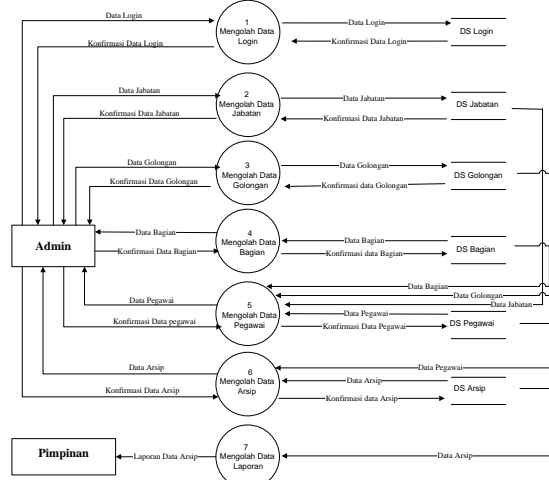 Data Login
1
Mengolah Data
Login
Data Login
DS Login
Konfirmasi Data Login
Konfirmasi Data Login
Data Jabatan
2
Mengolah Data
Jabatan
Data Jabatan
DS Jabatan
Konfirmasi Data Jabatan
Konfirmasi Data Jabatan
Data Golongan
3
Mengolah Data
Golongan
Data Golongan
DS Golongan
Konfirmasi Data Golongan
Konfirmasi data Golongan
Admin
Data Bagian
4
Mengolah Data
Bagian
Data Bagian
DS Bagian
Konfirmasi Data Bagian
Konfirmasi data Bagian
Data Bagian
Data Golongan
Data Jabatan
Data Pegawai
5
Mengolah Data
Pegawai
Data Pegawai
DS Pegawai
Konfirmasi Data pegawai
Konfirmasi Data Pegawai
Data Pegawai
Data Arsip
6
Mengolah Data
Arsip
Data Arsip
DS Arsip
Konfirmasi Data Arsip
Konfirmasi data Arsip
Pimpinan
Laporan Data Arsip
7
Mengolah Data
Laporan
Data Arsip